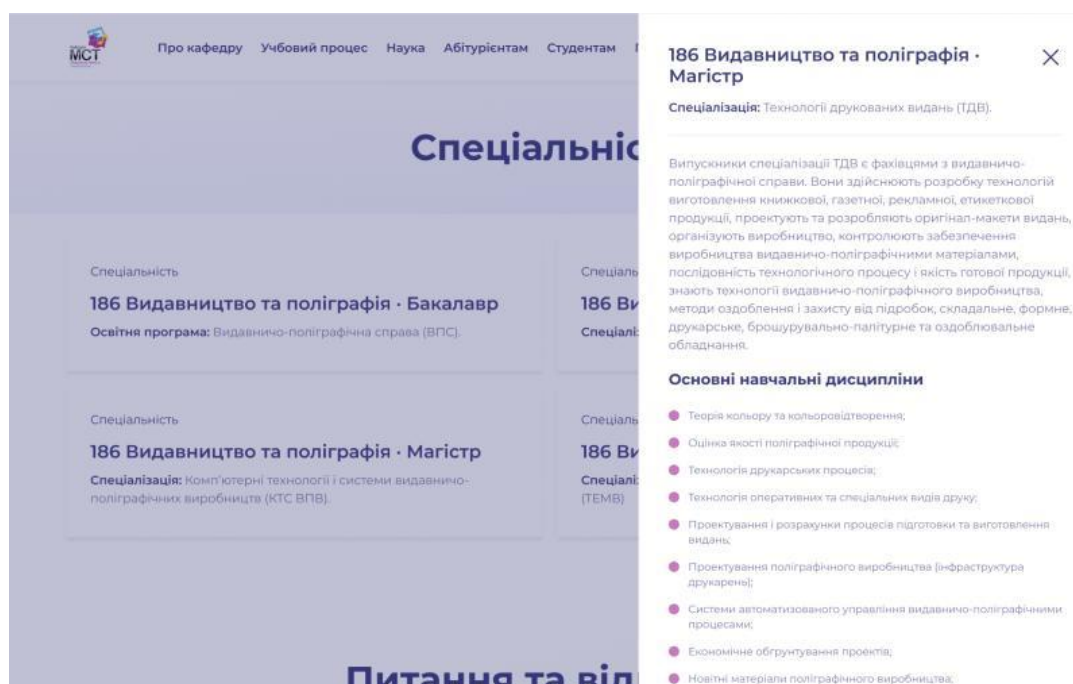 МСТ
Про кафедру Учбовий процес Наука Абітурієнтам Студентам
Спеціальніс
Спеціальність
186 Видавництво та поліграфія · Бакалавр
Освітня програма: Видавничо-поліграфічна справа (ВПС).
Спеціаль
186 Ви
Спеціалі:
Спеціальність
186 Видавництво та поліграфія · Магістр
Спеціалізація: Комп'ютерні технології і системи видавничо-
поліграфічних виробництв (КТС ВПВ).
Спеціаль
186 Ви
Спеціалі:
(ТЕМВ)
Питання та від
186 Видавництво та поліграфія ·
Магістр
Спеціалізація: Технології друкованих видань (ТДВ).
Випускники спеціалізації ТДВ є фахівцями з видавничо-
поліграфічної справи. Вони здійснюють розробку технологій
виготовлення книжкової, газетної, рекламної, етикеткової
продукції, проектують та розробляють оригінал-макети видань,
організують виробництво, контролюють забезпечення
виробництва видавничо-поліграфічними матеріалами,
послідовність технологічного процесу і якість готової продукції,
знають технології видавничо-поліграфічного виробництва,
методи оздоблення і захисту від підробок, складальне, формне,
друкарське, брошурувально-палітурне та оздоблювальне
обладнання.
Основні навчальні дисципліни
Теорія кольору та кольоровідтворення;
Оцінка якості поліграфічної продукції;
Технологія друкарських процесів;
Технологія оперативних та спеціальних видів друку;
Проектування і розрахунки процесів підготовки та виготовлення
видань;
Проектування поліграфічного виробництва (інфраструктура
друкарень);
Системи автоматизованого управління видавничо-поліграфічними
процесами;
Економічне обгрунтування проектів;
Новітні матеріали поліграфічного виробництва;